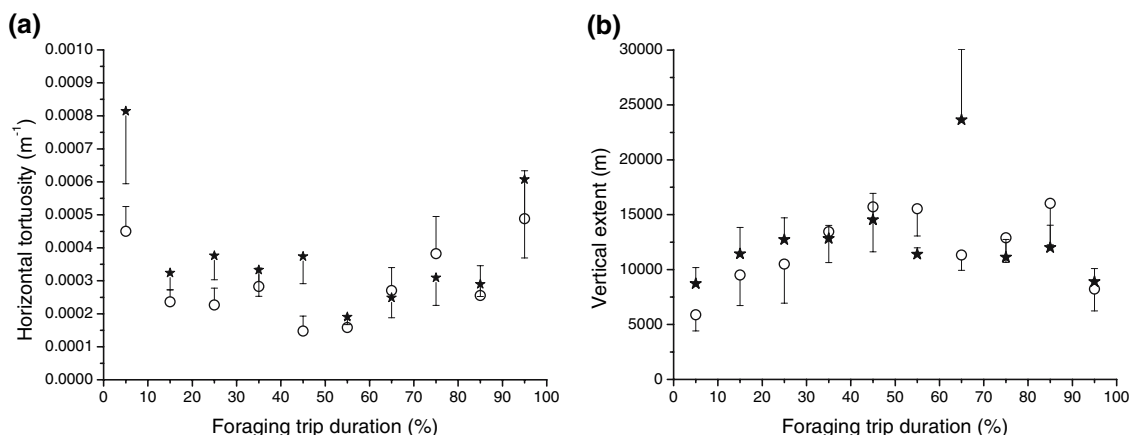 (a)
0.0010
0.0009
0.0008
0.0007
0.0006
0.0005
0.0004
0.0003
0.0002
0.0001
0.0000
Horizontal tortuosity (m⁻¹)
0 10 20 30 40 50 60 70 80 90 100
Foraging trip duration (%)
(b)
30000
25000
20000
15000
10000
5000
0
Vertical extent (m)
0 10 20 30 40 50 60 70 80 90 100
Foraging trip duration (%)